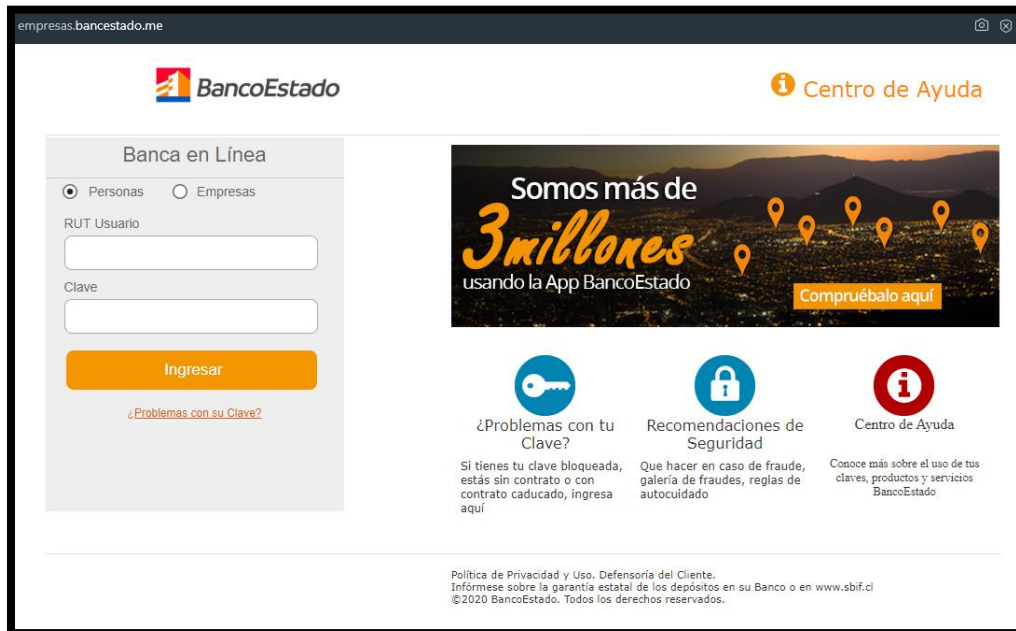 empresas.bancestado.me
BancoEstado
Centro de Ayuda
Banca en Línea
Personas
Empresas
RUT Usuario
Clave
Ingresar
¿Problemas con su Clave?
Somos más de
3millones
usando la App BancoEstado
Compruébalo aquí
¿Problemas con tu
Clave?
Si tienes tu clave bloqueada,
estás sin contrato o con
contrato caducado, ingresa
aquí
Recomendaciones de
Seguridad
Que hacer en caso de fraude,
galería de fraudes, reglas de
autocuidado
Centro de Ayuda
Conoce más sobre el uso de tus
claves, productos y servicios
BancoEstado
Política de Privacidad y Uso. Defensoría del Cliente.
Infórmese sobre la garantía estatal de los depósitos en su Banco o en www.sbif.cl
©2020 BancoEstado. Todos los derechos reservados.